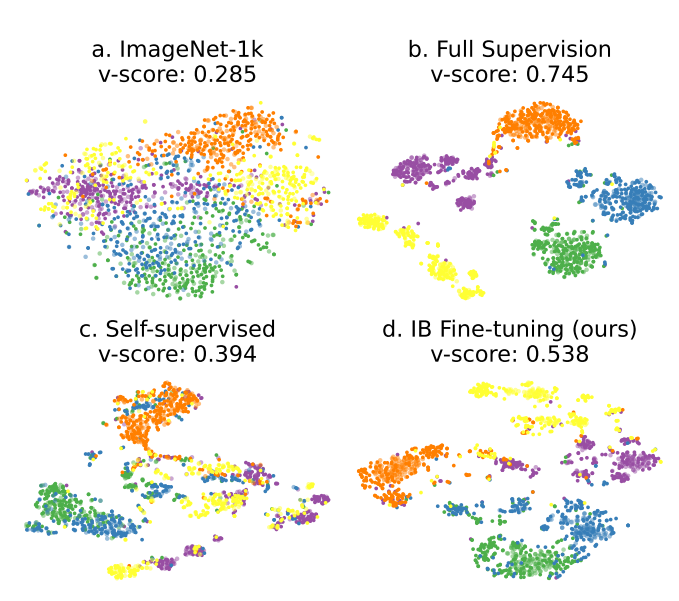 a. ImageNet-1k
v-score: 0.285
b. Full Supervision
v-score: 0.745
c. Self-supervised
v-score: 0.394
d. IB Fine-tuning (ours)
v-score: 0.538